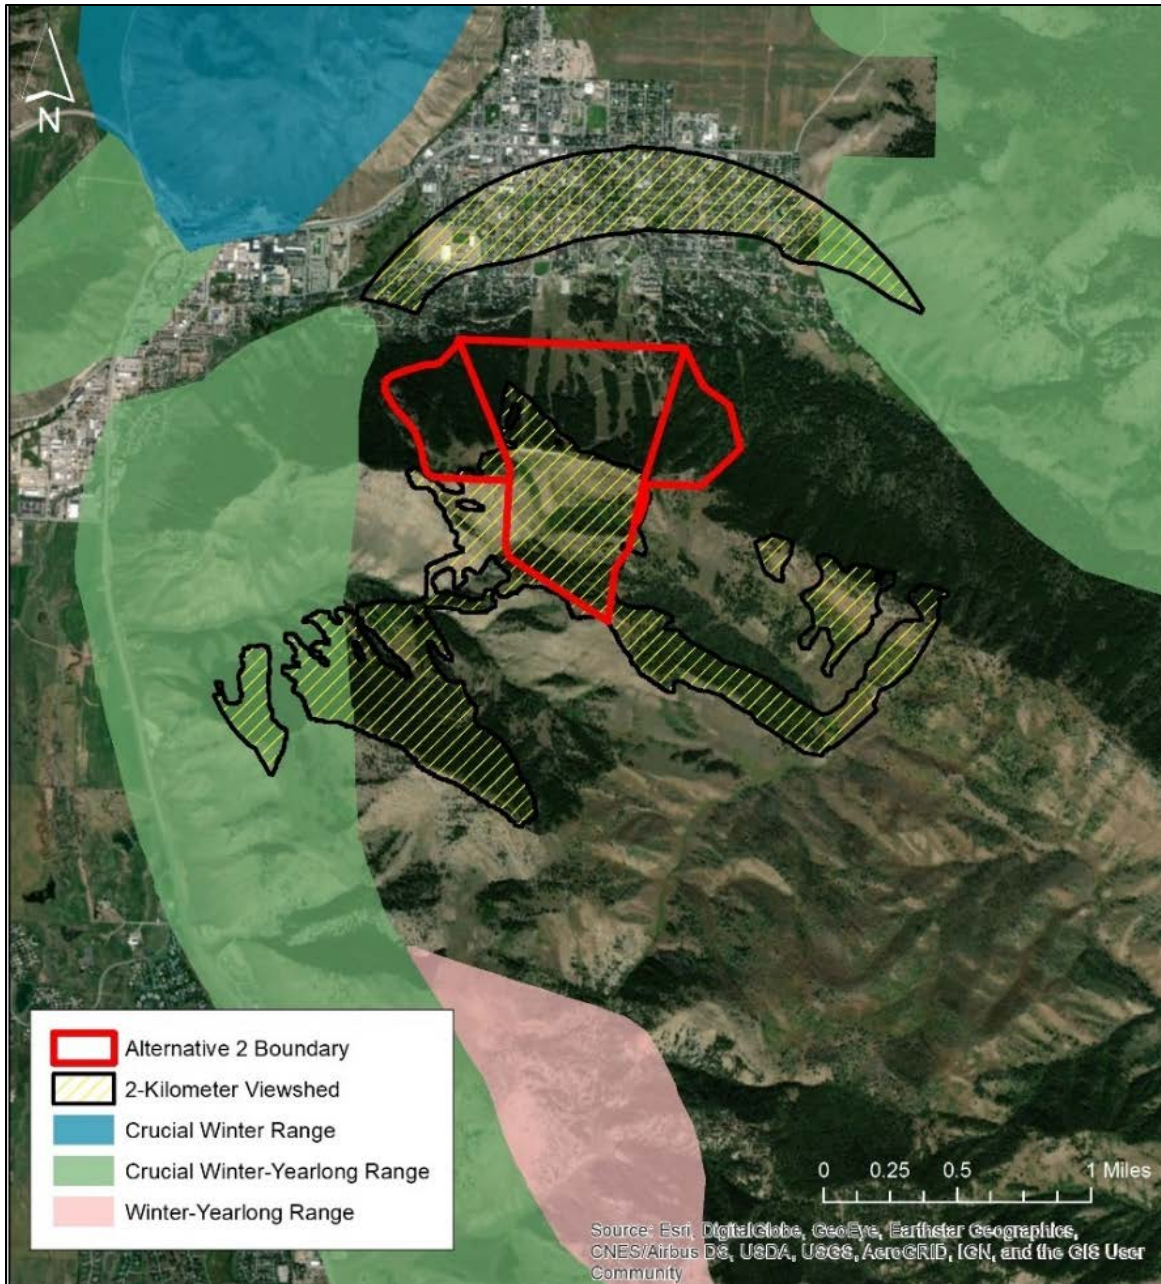 N
Alternative 2 Boundary
2-Kilometer Viewshed
Crucial Winter Range
Crucial Winter-Yearlong Range
Winter-Yearlong Range
0 0.25 0.5 1 Miles
Source: Esri, DigitalGlobe, GeoEye, Earthstar Geographics,
CNES/Airbus DS, USDA, USGS, AeroGRID, IGN, and the GIS User
Community